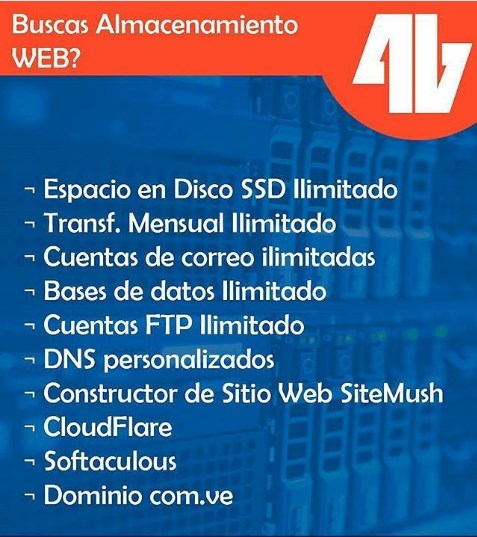 Buscas Almacenamiento
WEB?
¬ Espacio en Disco SSD Ilimitado
¬ Transf. Mensual Ilimitado
¬ Cuentas de correo ilimitadas
¬ Bases de datos Ilimitado
¬ Cuentas FTP Ilimitado
¬ DNS personalizados
¬ Constructor de Sitio Web SiteMush
¬ CloudFlare
¬ Softaculous
¬ Dominio com.ve